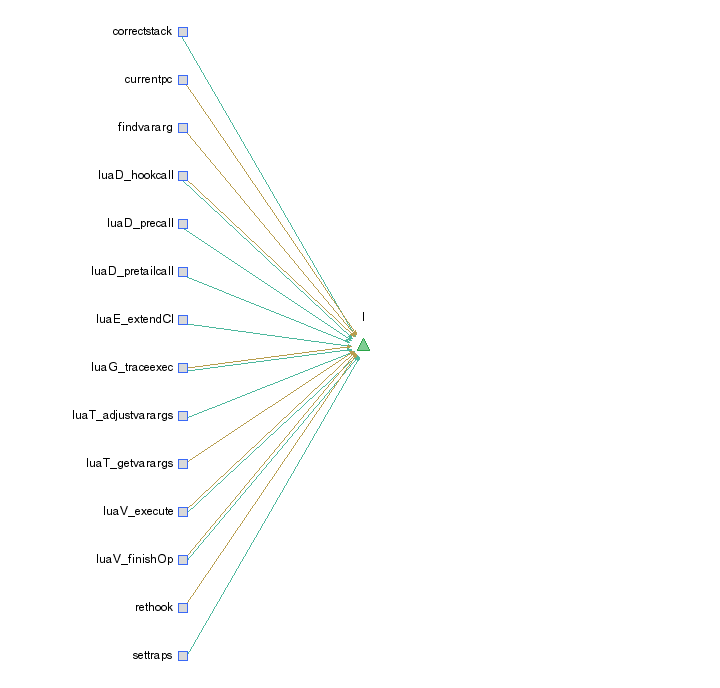 correctstack
currentpc
findvararg
luaD_hookcall
luaD_precall
luaD_pretailcall
l
luaE_extendCI
luaG_traceexec
luaT_adjustvarargs
luaT_getvarargs
luaV_execute
luaV_finishOp
rethook
settraps